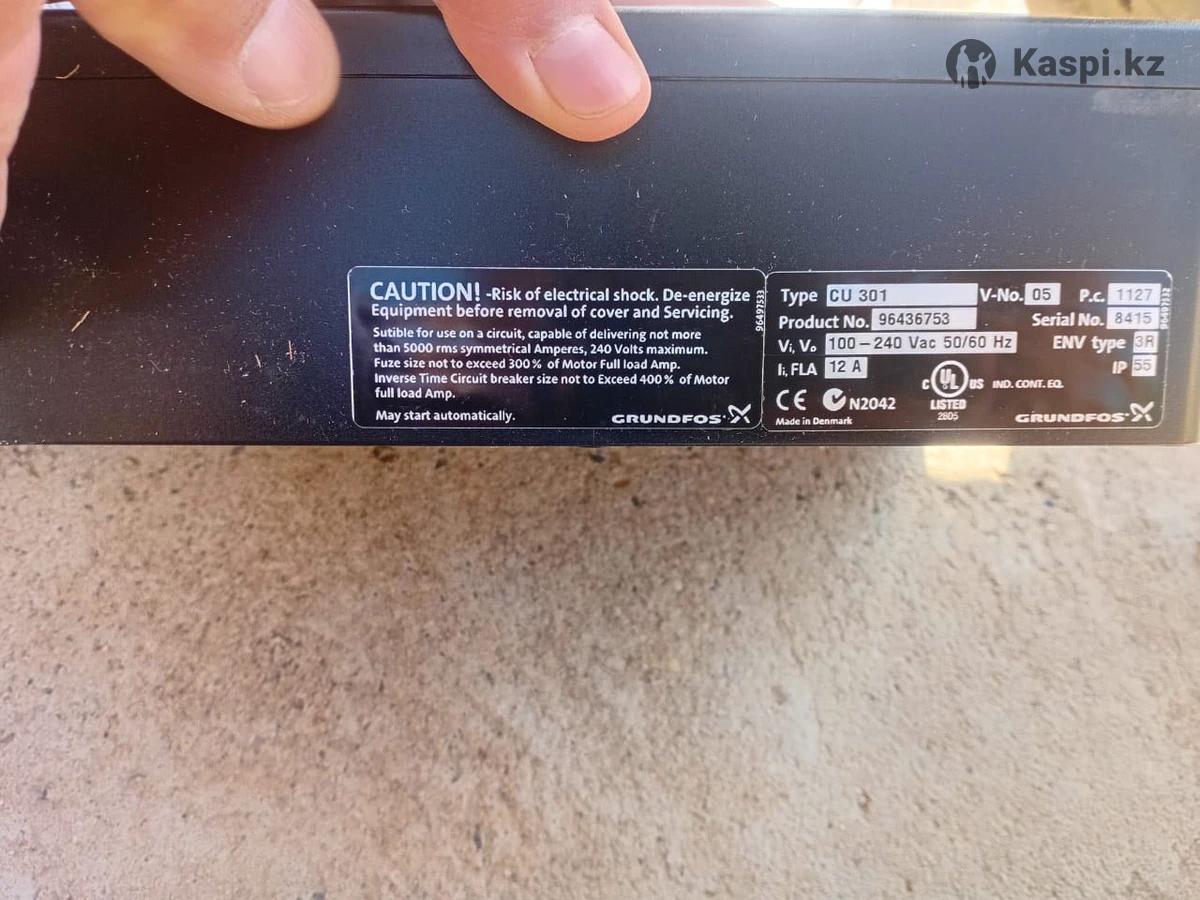 Kaspi.kz
CAUTION! -Risk of electrical shock. De-energize
Equipment before removal of cover and Servicing.
Sutible for use on a circuit, capable of delivering not more
than 5000 rms symmetrical Amperes, 240 Volts maximum.
Fuze size not to exceed 300% of Motor Full load Amp.
Inverse Time Circuit breaker size not to Exceed 400% of Motor
full load Amp.
May start automatically.
GRUNDFOS
96497533
Type CU 301 V-No. 05 P.c. 1127
Product No. 96436753 Serial No. 8415
Vi, Vo 100-240 Vac 50/60 Hz ENV type 3R
Ii, FLA 12 A IP 55
CE N2042 C UL US IND. CONT. EQ.
LISTED
2BD5
Made in Denmark
GRUNDFOS
96497532